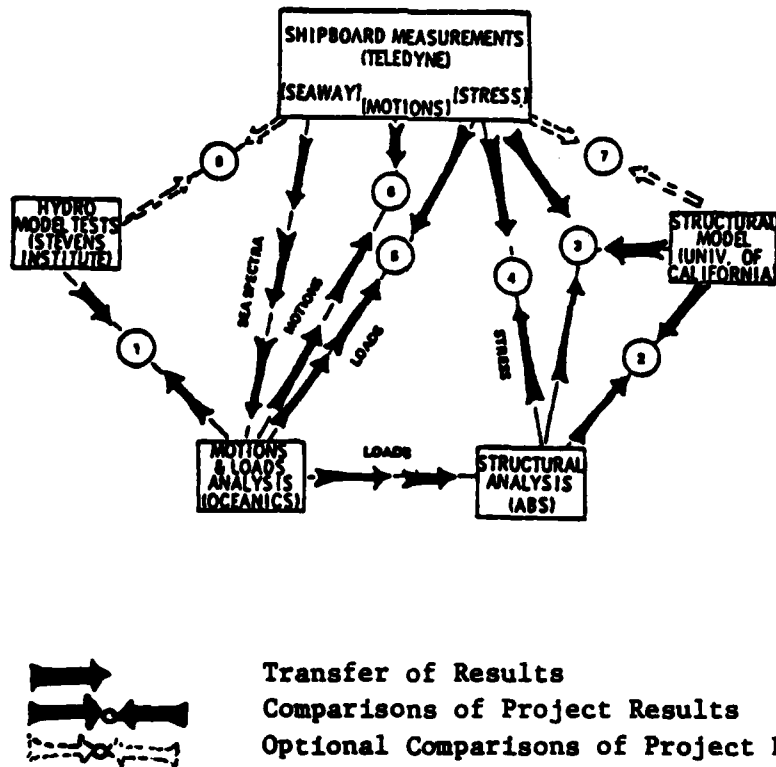 SHIPBOARD MEASUREMENTS
(TELEDYNE)
[SEAWAY] [MOTIONS] [STRESS]
8
7
6
HYDRO
MODEL TESTS
(STEVENS
INSTITUTE)
STRUCTURAL
MODEL
(UNIV. OF
CALIFORNIA)
3
5
4
SEA SPECTRA
MOTIONS
LOADS
STRESS
1
2
MOTIONS
& LOADS
ANALYSIS
(OCEANICS)
LOADS
STRUCTURAL
ANALYSIS
(ABS)
Transfer of Results
Comparisons of Project Results
Optional Comparisons of Project